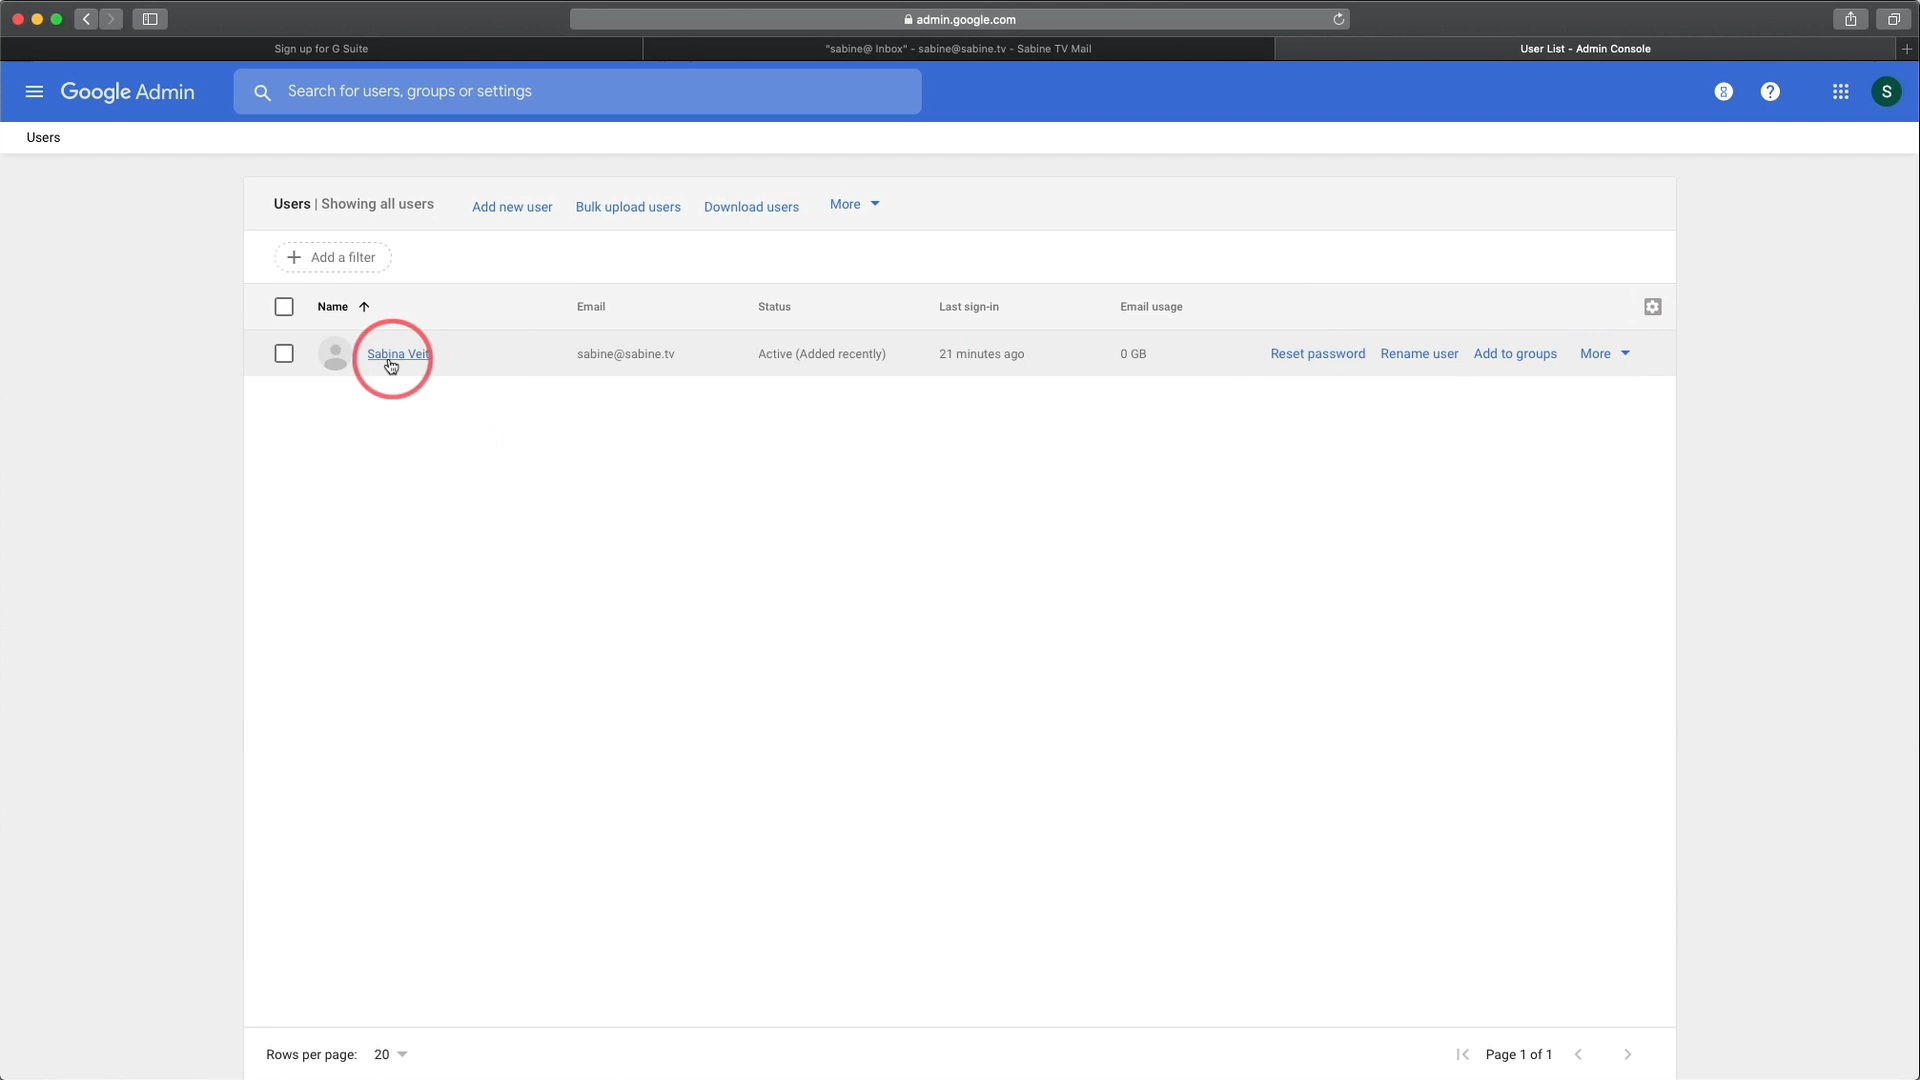 admin.google.com
Sign up for G Suite
"sabine@ Inbox" - sabine@sabine.tv - Sabine TV Mail
User List - Admin Console
Google Admin
Search for users, groups or settings
S
Users
Users | Showing all users
Add new user
Bulk upload users
Download users
More
Add a filter
Name
Email
Status
Last sign-in
Email usage
Sabina Veit
sabine@sabine.tv
Active (Added recently)
21 minutes ago
0 GB
Reset password
Rename user
Add to groups
More
Rows per page: 20
Page 1 of 1